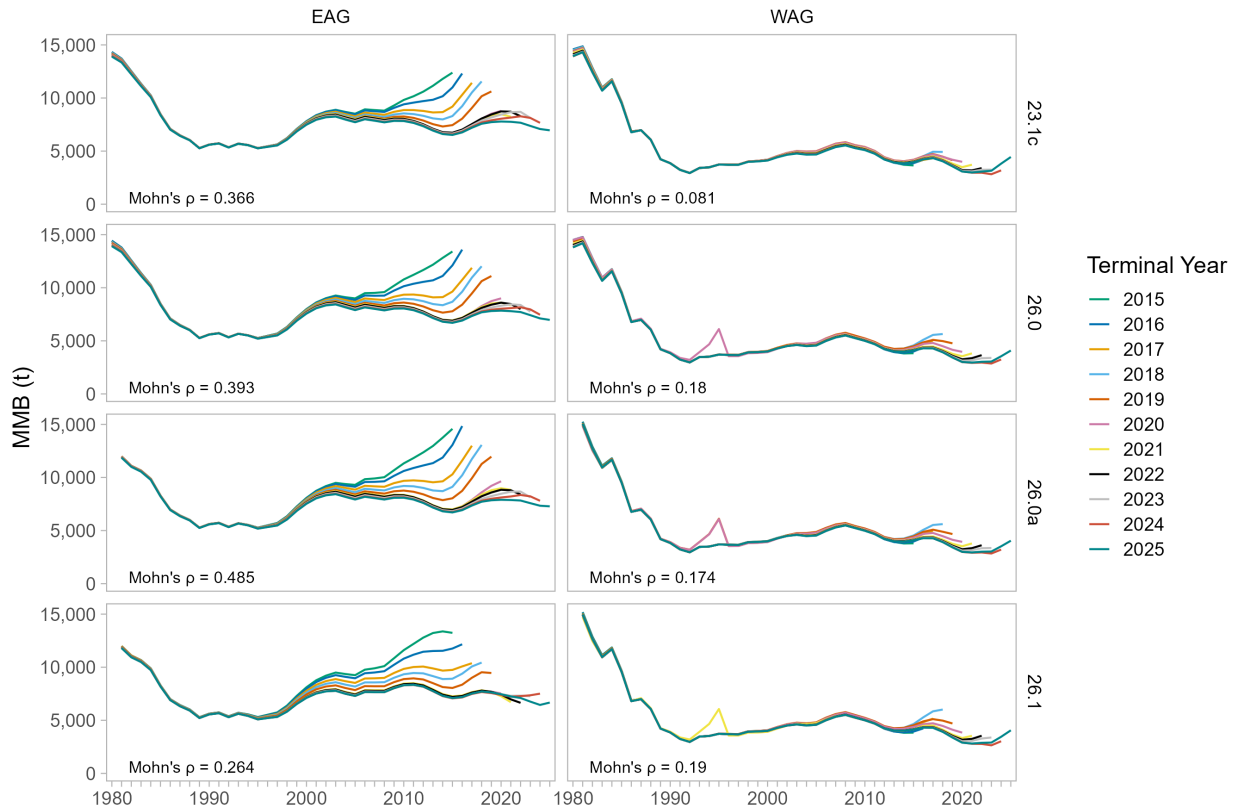 EAG WAG
15,000
10,000
5,000
0
Mohn's ρ = 0.366 Mohn's ρ = 0.081
23.1c
15,000
10,000
5,000
0
Mohn's ρ = 0.393 Mohn's ρ = 0.18
26.0
15,000
10,000
5,000
0
Mohn's ρ = 0.485 Mohn's ρ = 0.174
26.0a
15,000
10,000
5,000
0
Mohn's ρ = 0.264 Mohn's ρ = 0.19
26.1
1980 1990 2000 2010 2020 1980 1990 2000 2010 2020
MMB (t)
Terminal Year
2015
2016
2017
2018
2019
2020
2021
2022
2023
2024
2025